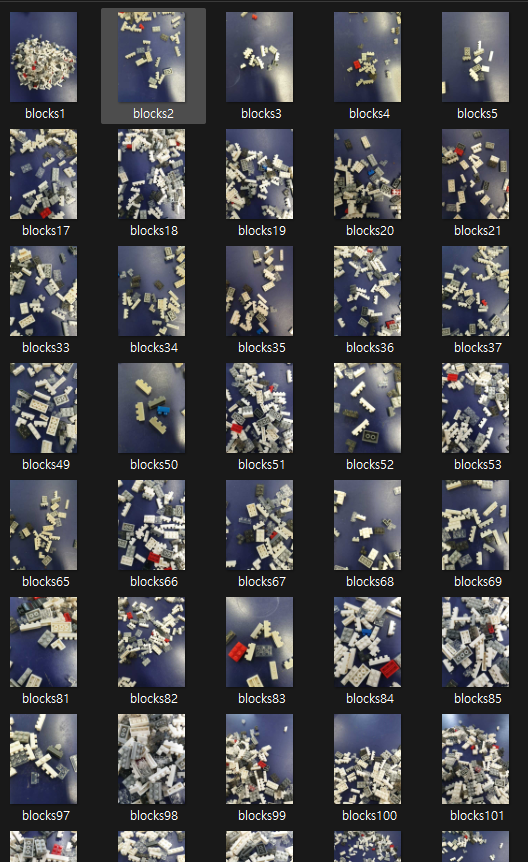 blocks1 blocks2 blocks3 blocks4 blocks5
blocks17 blocks18 blocks19 blocks20 blocks21
blocks33 blocks34 blocks35 blocks36 blocks37
blocks49 blocks50 blocks51 blocks52 blocks53
blocks65 blocks66 blocks67 blocks68 blocks69
blocks81 blocks82 blocks83 blocks84 blocks85
blocks97 blocks98 blocks99 blocks100 blocks101